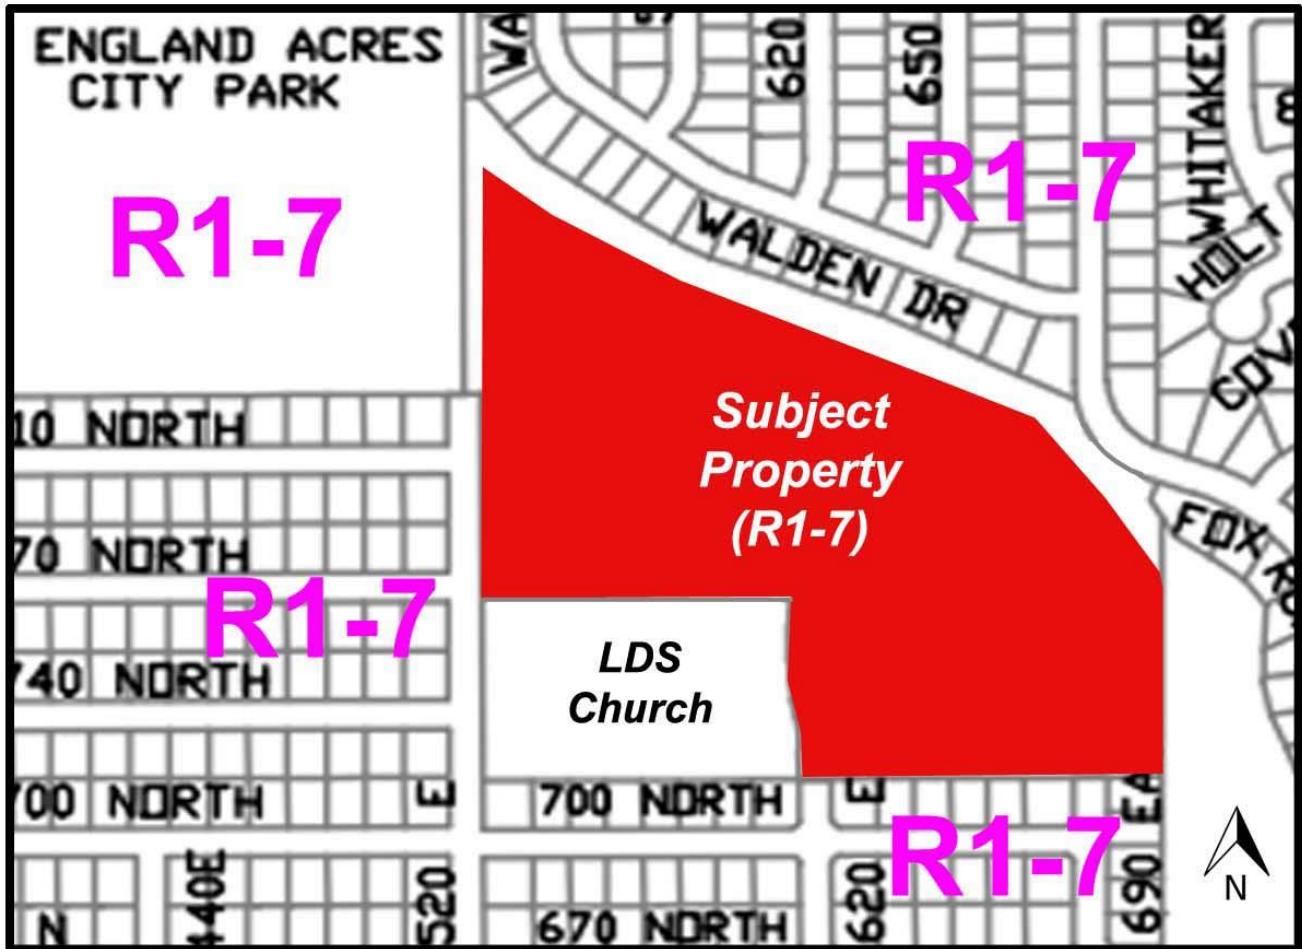 ENGLAND ACRES
CITY PARK
WA
620
650
WHITAKER
R1-7
R1-7
WALDEN DR
HOLT
COV
10 NORTH
Subject
Property
(R1-7)
FOX
70 NORTH
R1-7
740 NORTH
LDS
Church
700 NORTH
E
700 NORTH
E
690 EA
R1-7
N
440E
520
670 NORTH
620
N